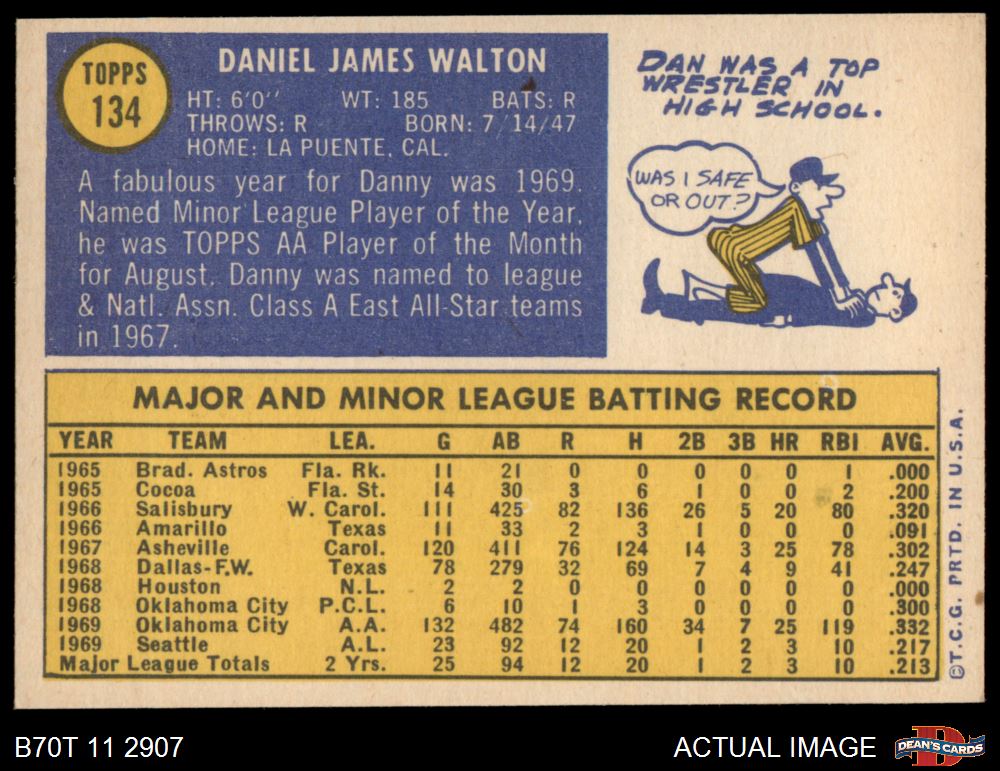 TOPPS
134
DANIEL JAMES WALTON
HT: 6'0'' WT: 185 BATS: R
THROWS: R BORN: 7/14/47
HOME: LA PUENTE, CAL.
A fabulous year for Danny was 1969.
Named Minor League Player of the Year,
he was TOPPS AA Player of the Month
for August. Danny was named to league
& Natl. Assn. Class A East All-Star teams
in 1967.
DAN WAS A TOP
WRESTLER IN
HIGH SCHOOL.
WAS I SAFE
OR OUT?
MAJOR AND MINOR LEAGUE BATTING RECORD
YEAR TEAM LEA. G AB R H 2B 3B HR RBI AVG.
1965 Brad. Astros Fla. Rk. 11 21 0 0 0 0 0 1 .000
1965 Cocoa Fla. St. 14 30 3 6 1 0 0 2 .200
1966 Salisbury W. Carol. 111 425 82 136 26 5 20 80 .320
1966 Amarillo Texas 11 33 2 3 1 0 0 0 .091
1967 Asheville Carol. 120 411 76 124 14 3 25 78 .302
1968 Dallas-F.W. Texas 78 279 32 69 7 4 9 41 .247
1968 Houston N.L. 2 2 0 0 0 0 0 0 .000
1968 Oklahoma City P.C.L. 6 10 1 3 0 0 0 0 .300
1969 Oklahoma City A.A. 132 482 74 160 34 7 25 119 .332
1969 Seattle A.L. 23 92 12 20 1 2 3 10 .217
Major League Totals 2 Yrs. 25 94 12 20 1 2 3 10 .213
©T.C.G. PRTD. IN U.S.A.
B70T 11 2907
ACTUAL IMAGE
D
DEAN'S CARDS